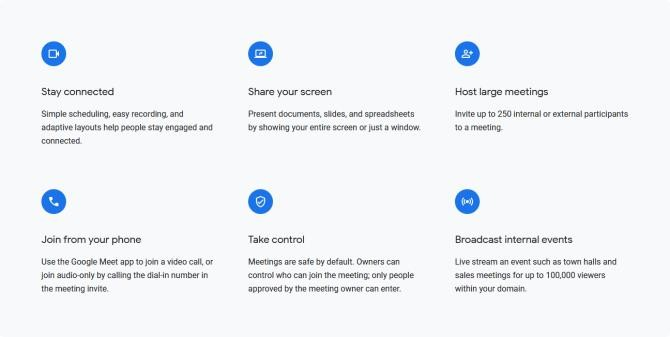 Stay connected
Simple scheduling, easy recording, and
adaptive layouts help people stay engaged and
connected.
Share your screen
Present documents, slides, and spreadsheets
by showing your entire screen or just a window.
Host large meetings
Invite up to 250 internal or external participants
to a meeting.
Join from your phone
Use the Google Meet app to join a video call, or
join audio-only by calling the dial-in number in
the meeting invite.
Take control
Meetings are safe by default. Owners can
control who can join the meeting; only people
approved by the meeting owner can enter.
Broadcast internal events
Live stream an event such as town halls and
sales meetings for up to 100,000 viewers
within your domain.